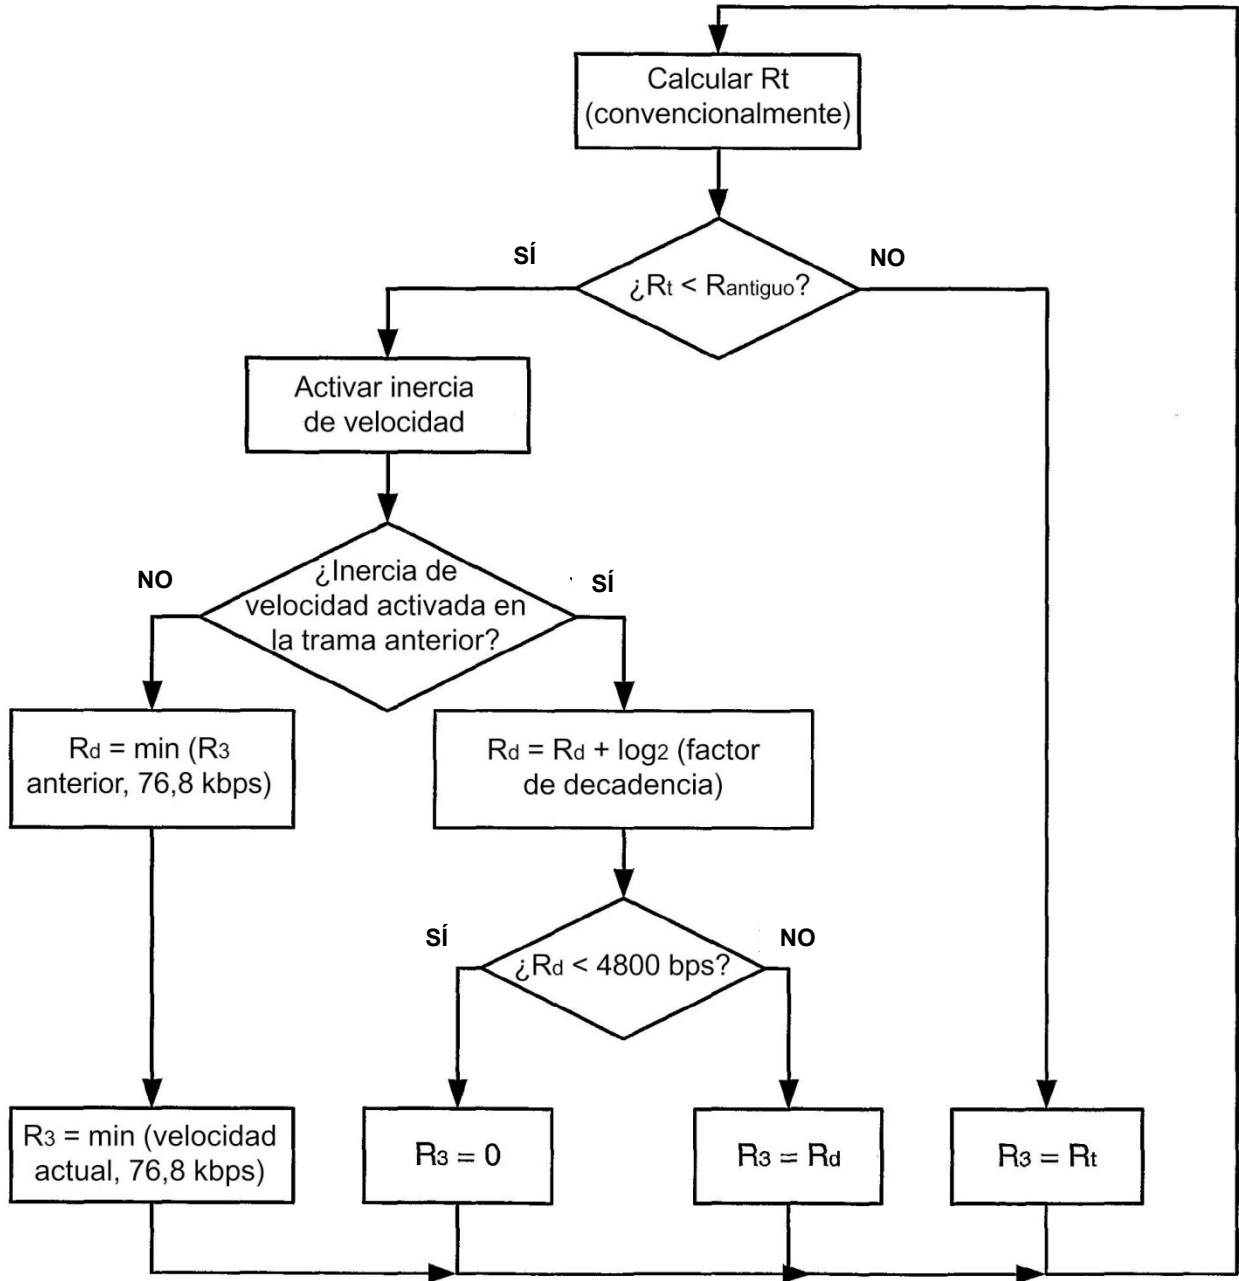 Calcular Rt
(convencionalmente)
SÍ
NO
¿Rt < Rantiguo?
Activar inercia
de velocidad
NO
SÍ
¿Inercia de
velocidad activada en
la trama anterior?
Rd = min (R3
anterior, 76,8 kbps)
Rd = Rd + log2 (factor
de decadencia)
SÍ
NO
¿Rd < 4800 bps?
R3 = min (velocidad
actual, 76,8 kbps)
R3 = 0
R3 = Rd
R3 = Rt